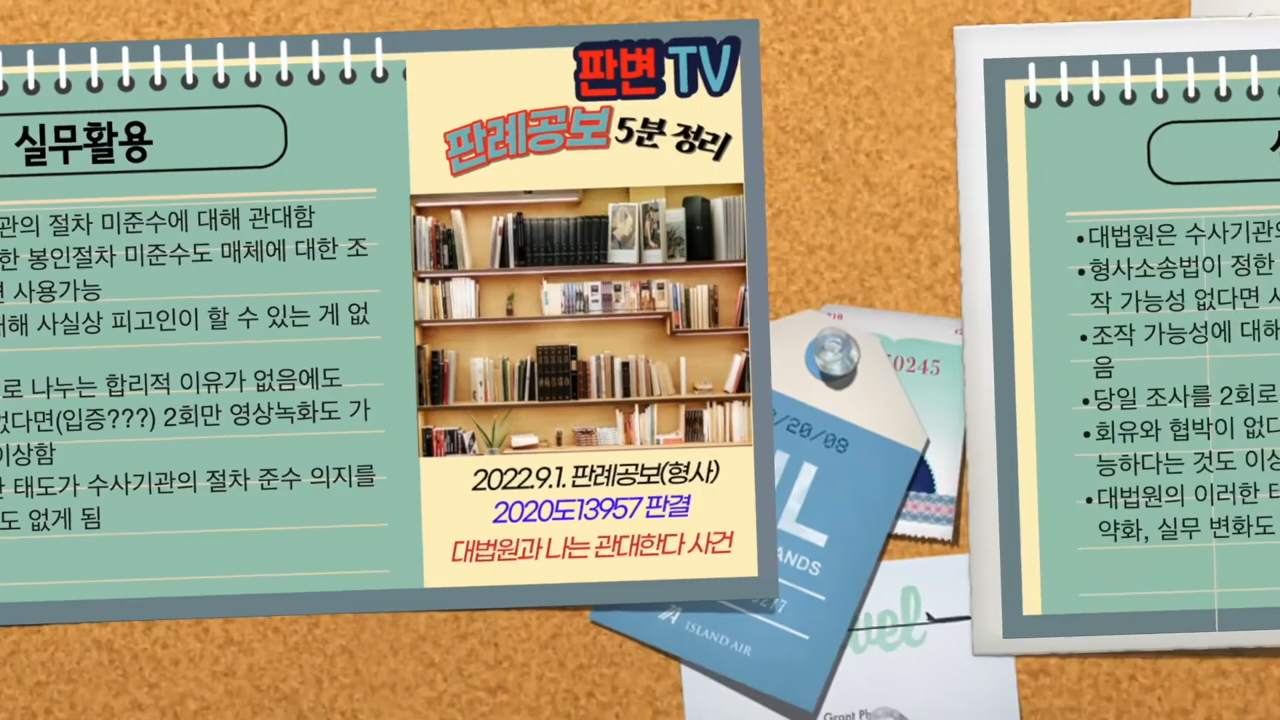 실무활용
관의 절차 미준수에 대해 관대함
한 봉인절차 미준수도 매체에 대한 조
사용가능
대해 사실상 피고인이 할 수 있는 게 없
로 나누는 합리적 이유가 없음에도
없다면(입증???) 2회만 영상녹화도 가
이상함
태도가 수사기관의 절차 준수 의지를
도 없게 됨
판변 TV
판례공보 5분 정리
2022.9.1. 판례공보(형사)
2020도13957 판결
대법원과 나는 관대한다 사건
0245
/20/08
L
ANDS
ISLAND AIR
vel
Grant
•대법원은 수사기관의
•형사소송법이 정한
작 가능성 없다면
•조작 가능성에 대해
음
•당일 조사를 2회로
•회유와 협박이 없다
능하다는 것도 이상
•대법원의 이러한
약화, 실무 변화도